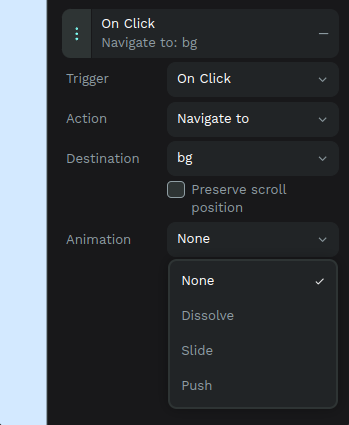 On Click
Navigate to: bg
Trigger
On Click
Action
Navigate to
Destination
bg
Preserve scroll
position
Animation
None
None
Dissolve
Slide
Push